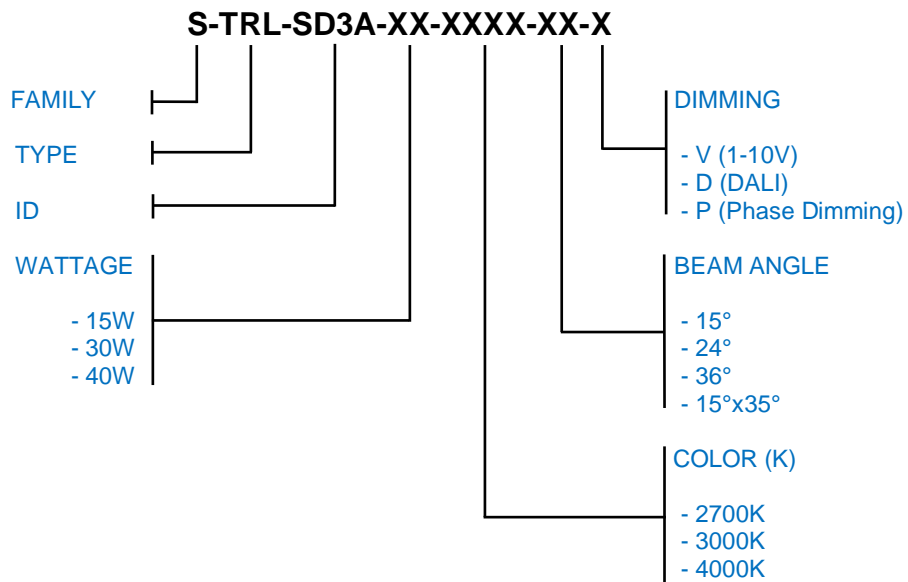 S-TRL-SD3A-XX-XXXX-XX-X
FAMILY
TYPE
ID
WATTAGE
- 15W
- 30W
- 40W
DIMMING
- V (1-10V)
- D (DALI)
- P (Phase Dimming)
BEAM ANGLE
- 15°
- 24°
- 36°
- 15°x35°
COLOR (K)
- 2700K
- 3000K
- 4000K